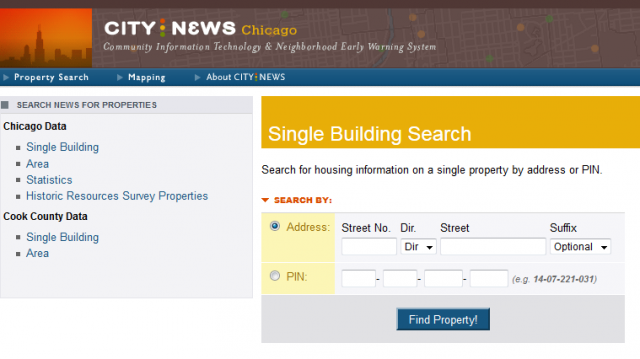 CITY NEWS Chicago
Community Information Technology & Neighborhood Early Warning System
Property Search Mapping About CITY NEWS
SEARCH NEWS FOR PROPERTIES
Chicago Data
Single Building
Area
Statistics
Historic Resources Survey Properties
Cook County Data
Single Building
Area
Single Building Search
Search for housing information on a single property by address or PIN.
SEARCH BY:
Street No. Dir. Street Suffix
Address: Dir Optional
PIN: - - - (e.g. 14-07-221-031)
Find Property!